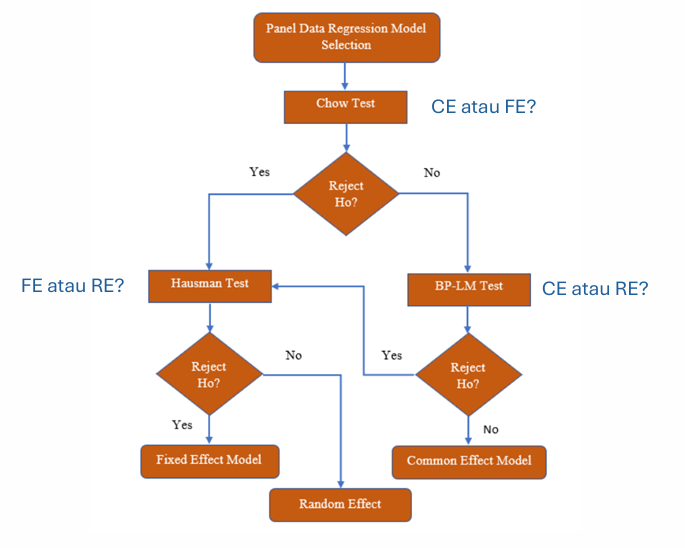 Panel Data Regression Model
Selection
Chow Test
CE atau FE?
Yes
Reject
Ho?
No
FE atau RE?
Hausman Test
BP-LM Test
CE atau RE?
Reject
Ho?
No
Yes
Reject
Ho?
Yes
No
Fixed Effect Model
Common Effect Model
Random Effect